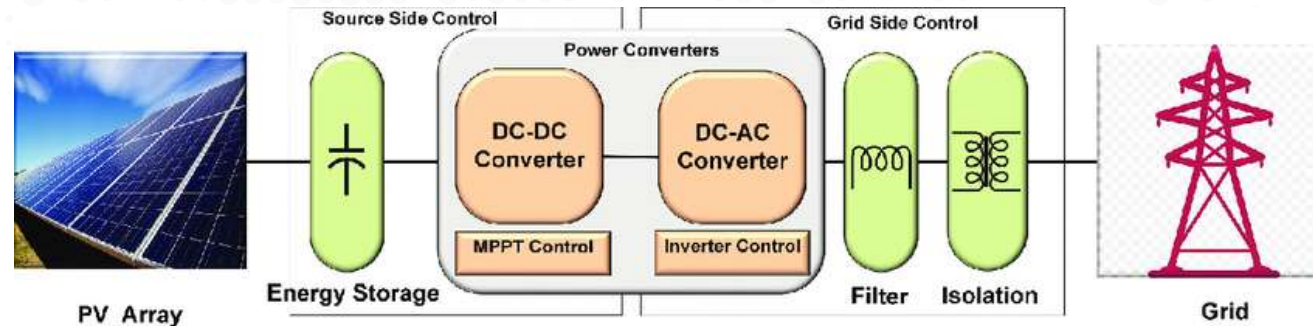 Source Side Control
Grid Side Control
Power Converters
DC-DC
Converter
DC-AC
Converter
MPPT Control
Inverter Control
Energy Storage
Filter
Isolation
PV Array
Grid